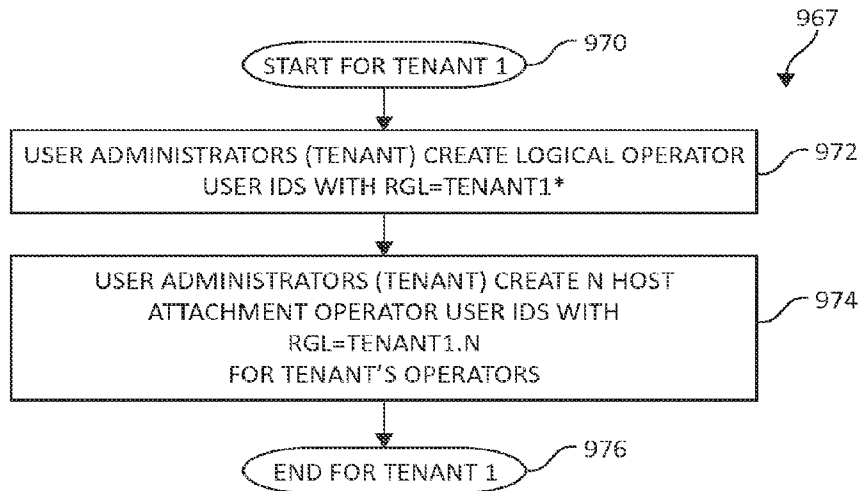 967
970
START FOR TENANT 1
USER ADMINISTRATORS (TENANT) CREATE LOGICAL OPERATOR
USER IDS WITH RGL=TENANT1*
972
USER ADMINISTRATORS (TENANT) CREATE N HOST
ATTACHMENT OPERATOR USER IDS WITH
RGL=TENANT1.N
FOR TENANT'S OPERATORS
974
976
END FOR TENANT 1